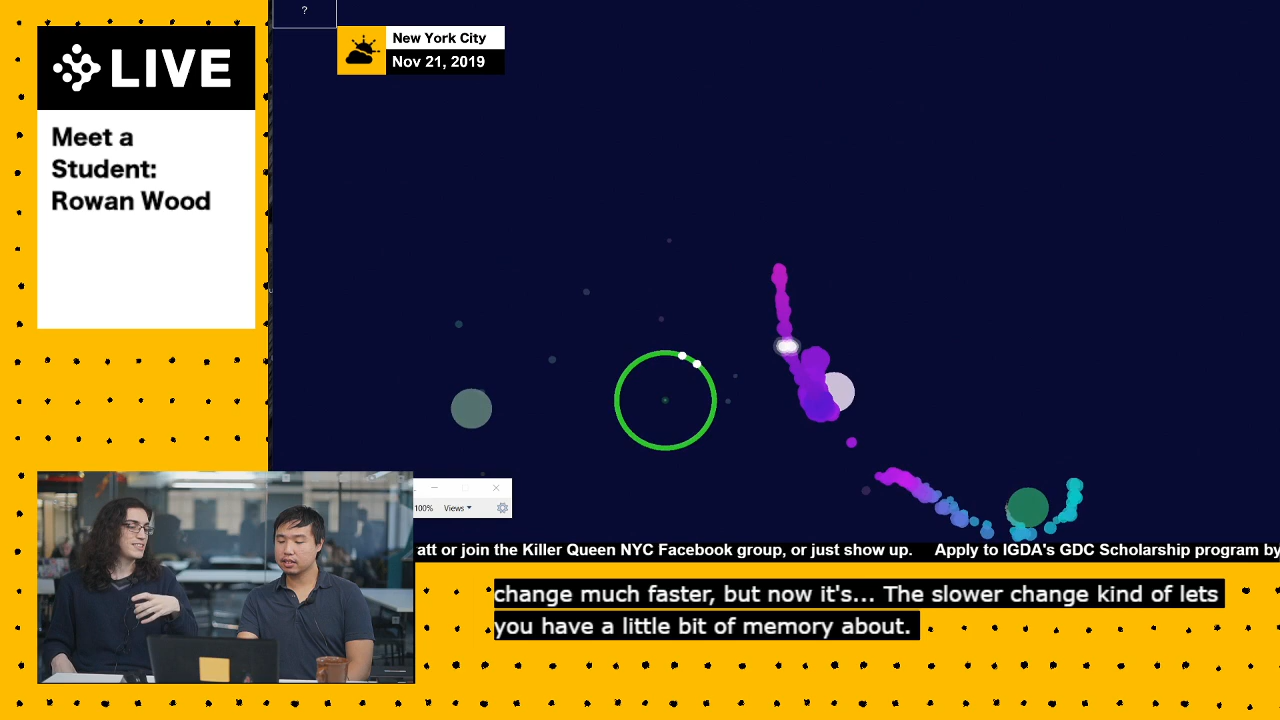 ?
LIVE
New York City
Nov 21, 2019
Meet a
Student:
Rowan Wood
100% Views
att or join the Killer Queen NYC Facebook group, or just show up. Apply to IGDA's GDC Scholarship program by
change much faster, but now it's... The slower change kind of lets
you have a little bit of memory about.